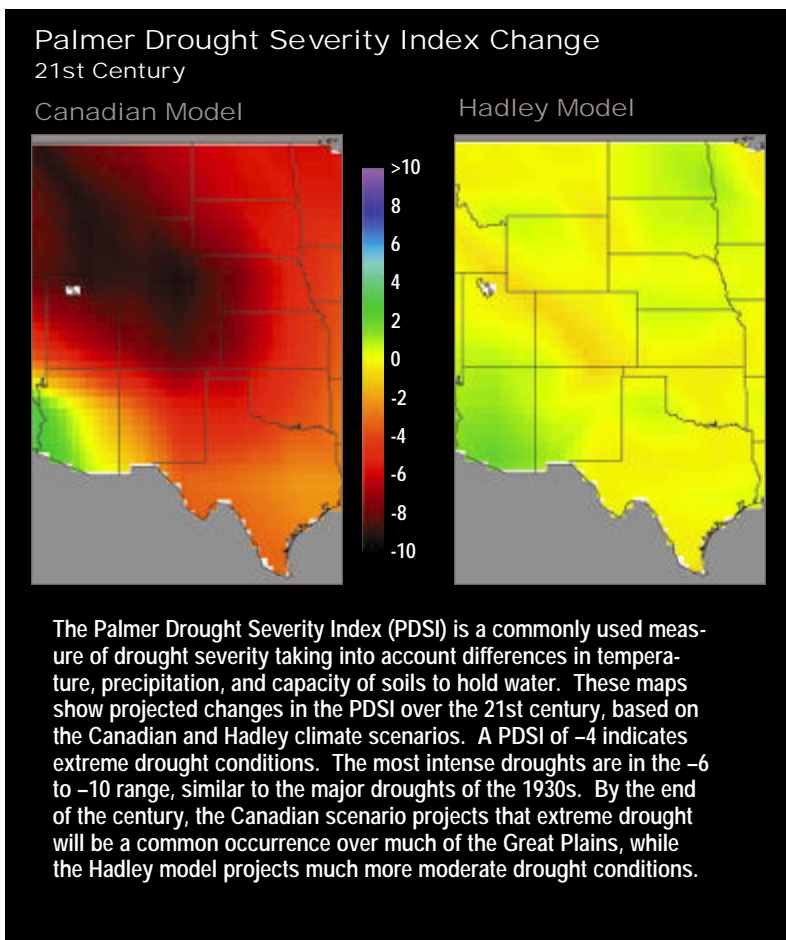 Palmer Drought Severity Index Change
21st Century
Canadian Model
Hadley Model
>10
8
6
4
2
0
-2
-4
-6
-8
-10
The Palmer Drought Severity Index (PDSI) is a commonly used meas-
ure of drought severity taking into account differences in tempera-
ture, precipitation, and capacity of soils to hold water.  These maps
show projected changes in the PDSI over the 21st century, based on
the Canadian and Hadley climate scenarios.  A PDSI of –4 indicates
extreme drought conditions.  The most intense droughts are in the –6
to –10 range, similar to the major droughts of the 1930s.  By the end
of the century, the Canadian scenario projects that extreme drought
will be a common occurrence over much of the Great Plains, while
the Hadley model projects much more moderate drought conditions.